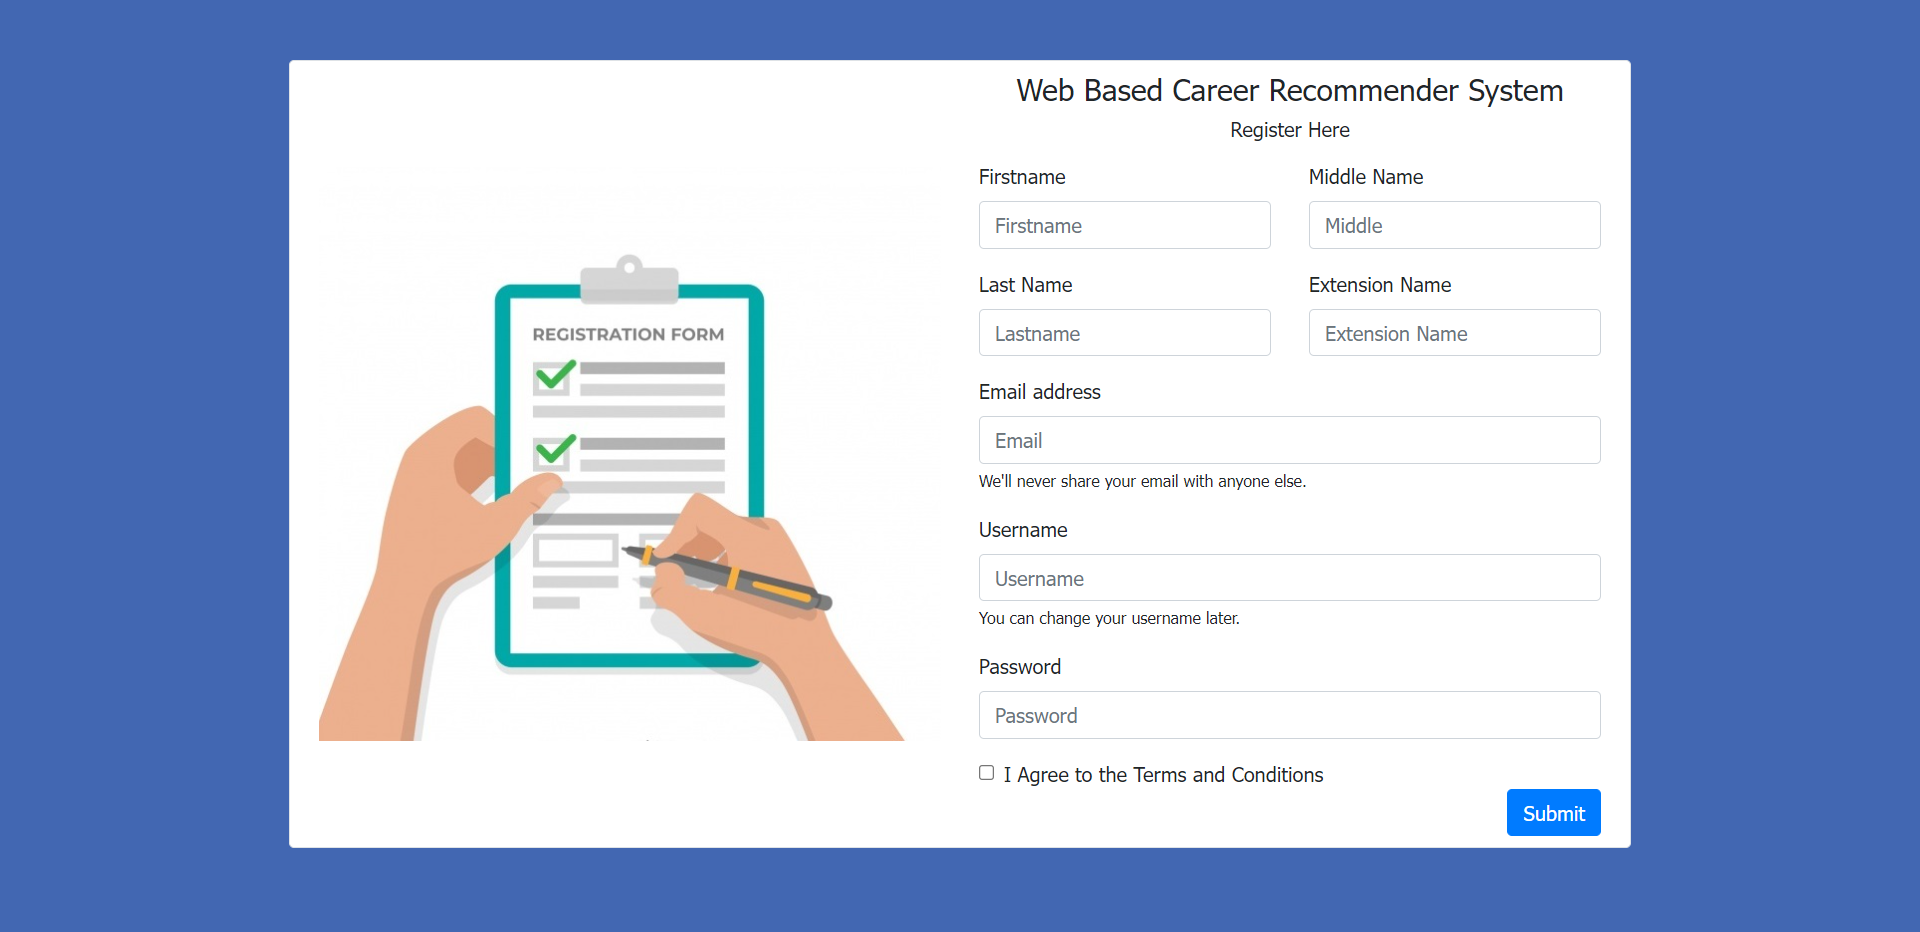 REGISTRATION FORM
Web Based Career Recommender System
Register Here
Firstname
Middle Name
Firstname
Middle
Last Name
Extension Name
Lastname
Extension Name
Email address
Email
We'll never share your email with anyone else.
Username
Username
You can change your username later.
Password
Password
I Agree to the Terms and Conditions
Submit